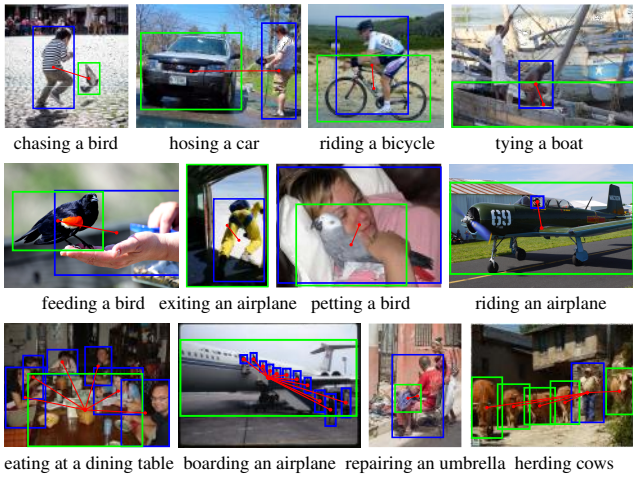 chasing a bird hosing a car riding a bicycle tying a boat
69
feeding a bird exiting an airplane petting a bird riding an airplane
eating at a dining table boarding an airplane repairing an umbrella herding cows